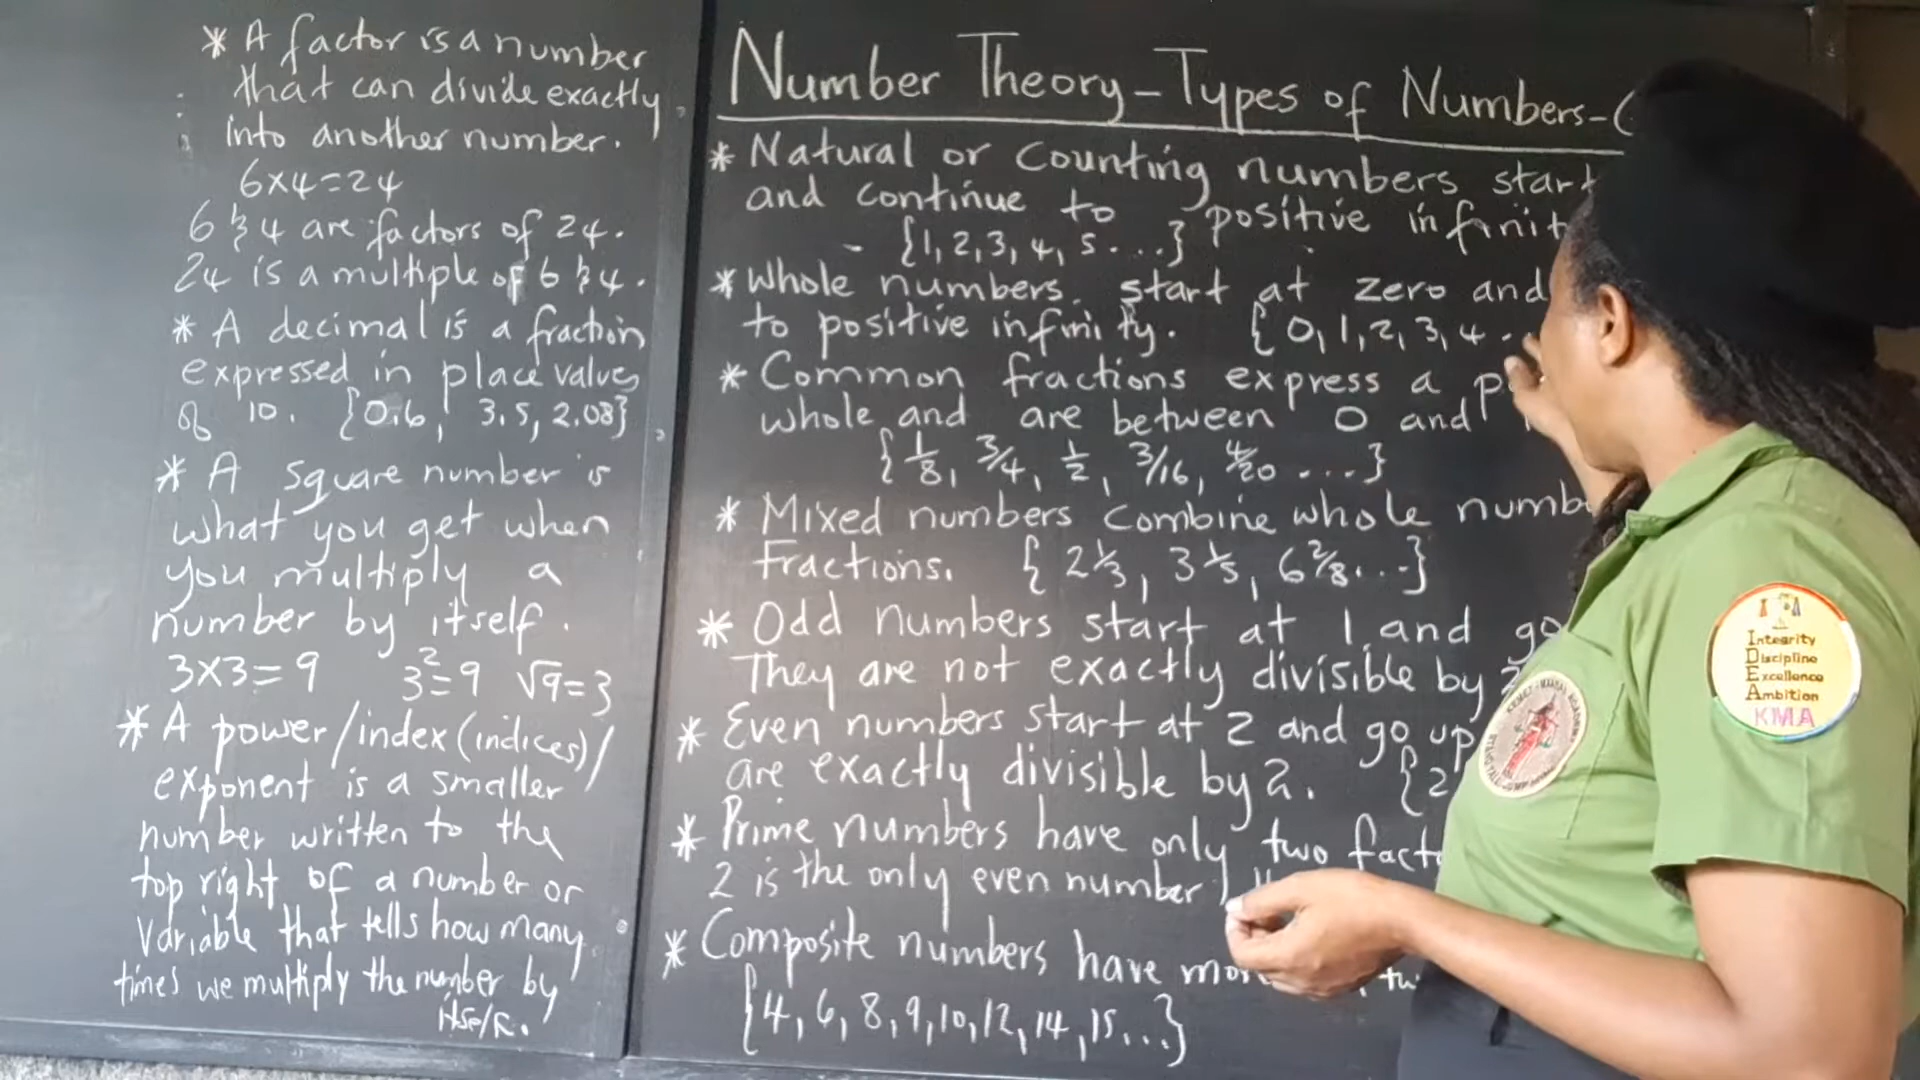 * A factor is a number
that can divide exactly
into another number.
6x4=24
6 & 4 are factors of 24.
24 is a multiple of 6 & 4.
* A decimal is a fraction
expressed in place values
of 10. {0.6, 3.5, 2.08}
* A square number is
what you get when
you multiply a
number by itself.
3x3=9 3²=9 √9=3
* A power/index (indices)/
exponent is a smaller
number written to the
top right of a number or
variable that tells how many
times we multiply the number by
itself.
Number Theory-Types of Numbers-(
* Natural or counting numbers start
and continue to positive infinit
- {1, 2, 3, 4, 5 ....}
* Whole numbers start at zero and
to positive infinity. {0, 1, 2, 3, 4 ..
* Common fractions express a p
whole and are between 0 and
{1/8, 3/4, 1/2, 3/16, 4/20 ....}
* Mixed numbers combine whole numb
fractions. {2 1/3, 3 1/5, 6 2/8....}
* Odd numbers start at 1 and go
They are not exactly divisible by 2
* Even numbers start at 2 and go up
are exactly divisible by 2. {2
* Prime numbers have only two facto
2 is the only even number
* Composite numbers have mor
{4, 6, 8, 9, 10, 12, 14, 15...}
Integrity
Discipline
Excellence
Ambition
KMA